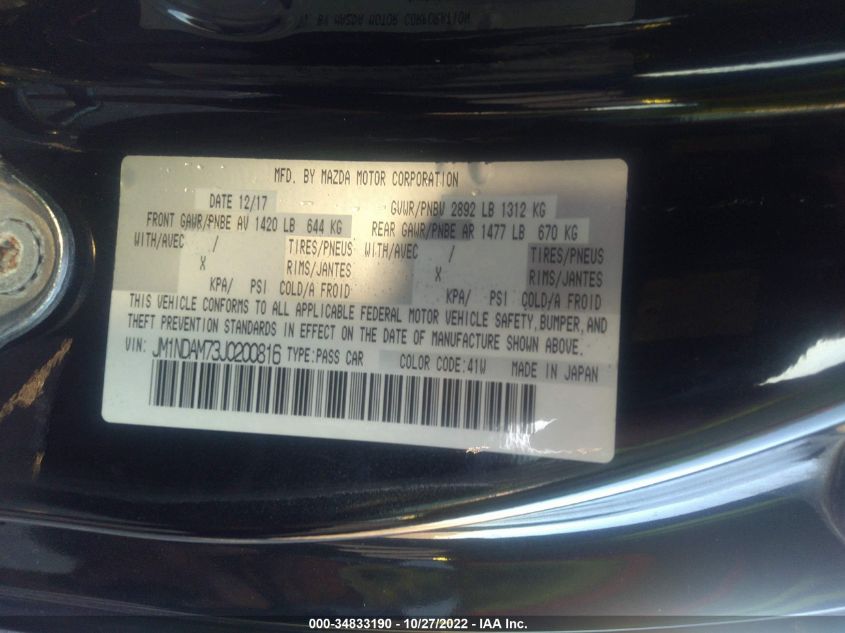 MFD. BY MAZDA MOTOR CORPORATION
DATE 12/17 GVWR/PNBV 2892 LB 1312 KG
FRONT GAWR/PNBE AV 1420 LB 644 KG REAR GAWR/PNBE AR 1477 LB 670 KG
WITH/AVEC / TIRES/PNEUS WITH/AVEC / TIRES/PNEUS
X RIMS/JANTES X RIMS/JANTES
KPA/ PSI COLD/A FROID KPA/ PSI COLD/A FROID
THIS VEHICLE CONFORMS TO ALL APPLICABLE FEDERAL MOTOR VEHICLE SAFETY, BUMPER, AND
THEFT PREVENTION STANDARDS IN EFFECT ON THE DATE OF MANUFACTURE SHOWN ABOVE.
VIN: JM1NDAM73J0200816 TYPE:PASS CAR COLOR CODE:41W MADE IN JAPAN
000-34833190 - 10/27/2022 - IAA Inc.